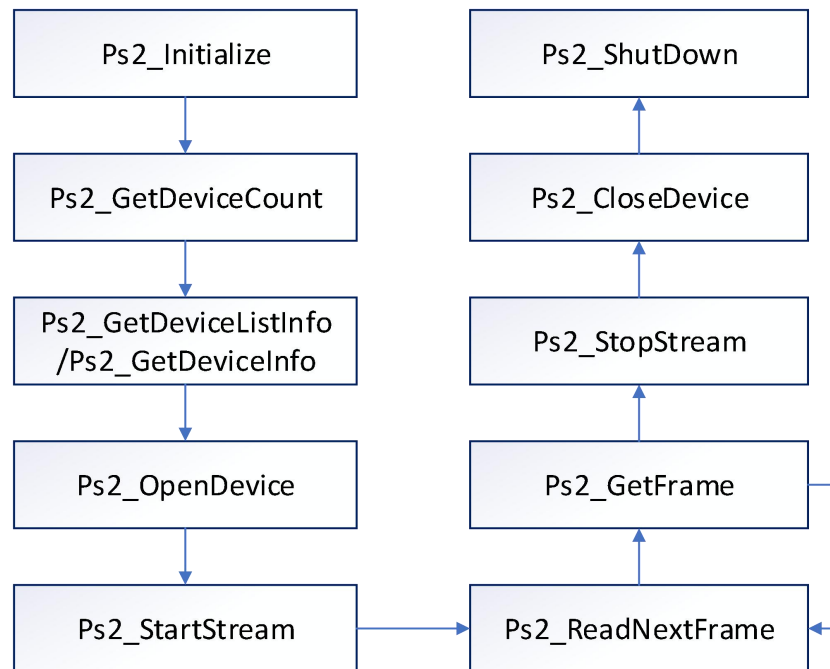 Ps2_Initialize
Ps2_GetDeviceCount
Ps2_GetDeviceListInfo
/Ps2_GetDeviceInfo
Ps2_OpenDevice
Ps2_StartStream
Ps2_ShutDown
Ps2_CloseDevice
Ps2_StopStream
Ps2_GetFrame
Ps2_ReadNextFrame